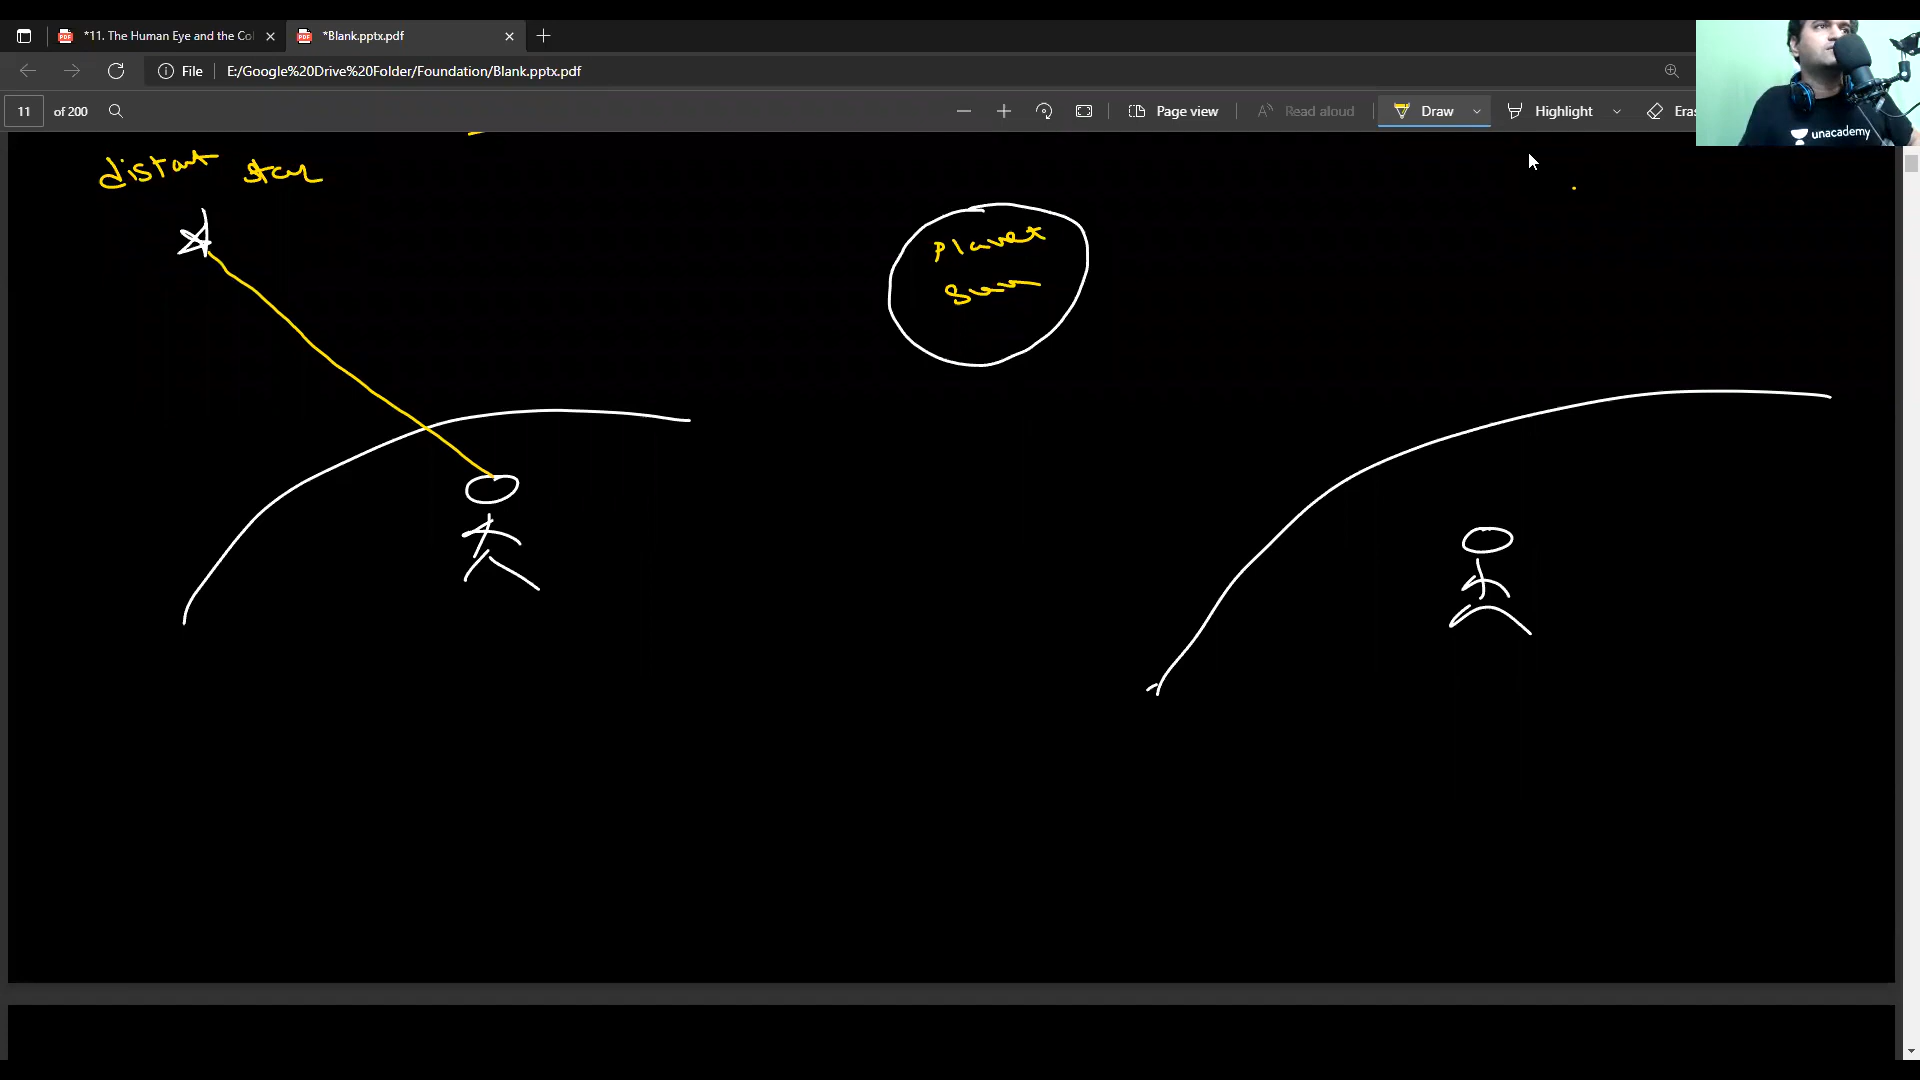 *11. The Human Eye and the Col
*Blank.pptx.pdf
File
E:/Google%20Drive%20Folder/Foundation/Blank.pptx.pdf
11 of 200
Page view
Read aloud
Draw
Highlight
Eras
unacademy
distant star
Planet
Sun